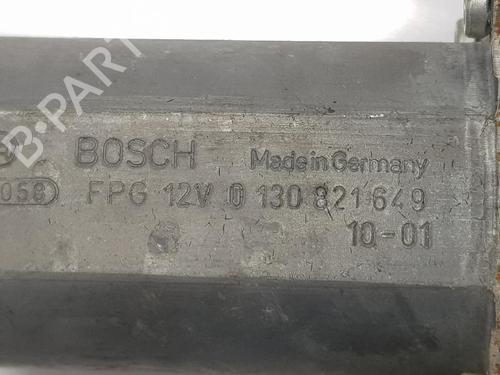 B-PARTS
BOSCH Made in Germany
058 FPG 12V 0 130 821 649
10-01